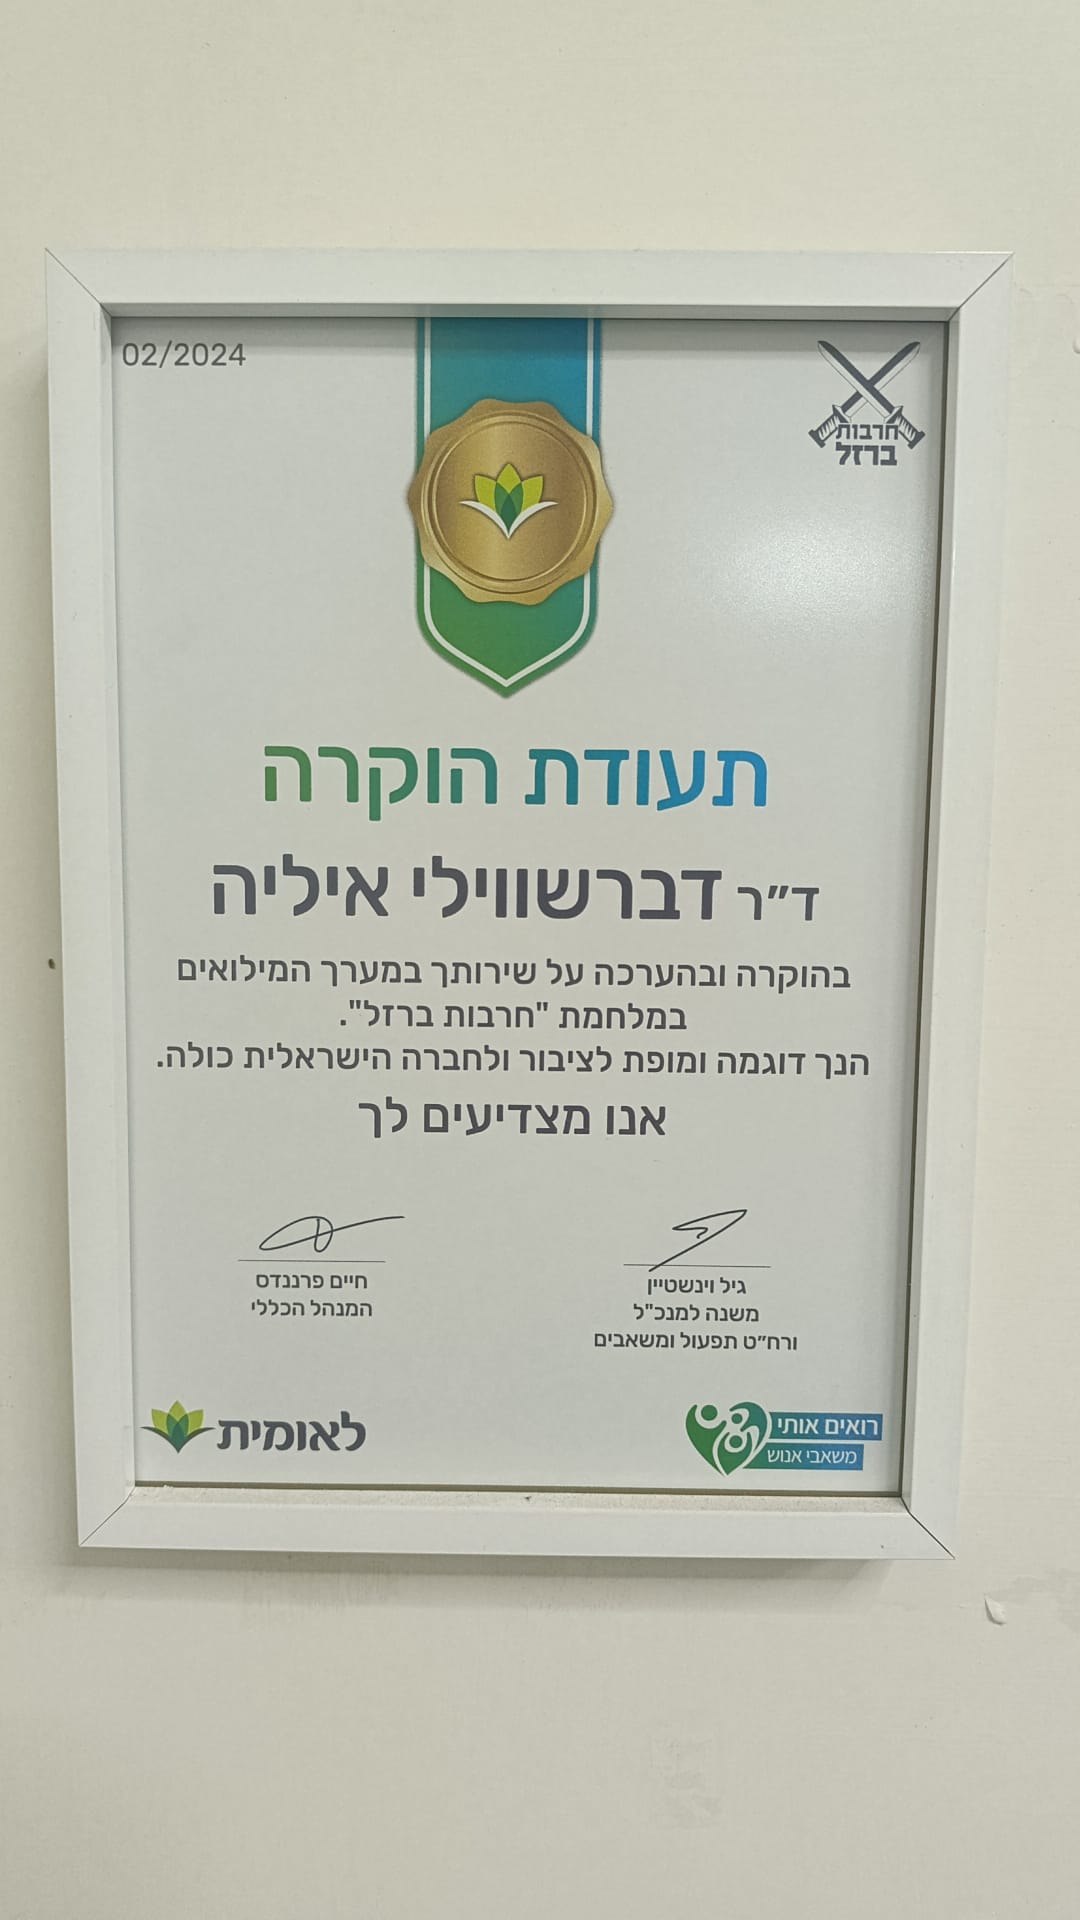 02/2024
חרבות
ברזל
תעודת הוקרה
ד״ר דברשווילי איליה
בהוקרה ובהערכה על שירותך במערך המילואים
במלחמת "חרבות ברזל".
הנך דוגמה ומופת לציבור ולחברה הישראלית כולה.
אנו מצדיעים לך
גיל וינשטיין
משנה למנכ"ל
ורח״ט תפעול ומשאבים
חיים פרננדס
המנהל הכללי
רואים אותי
משאבי אנוש
לאומית